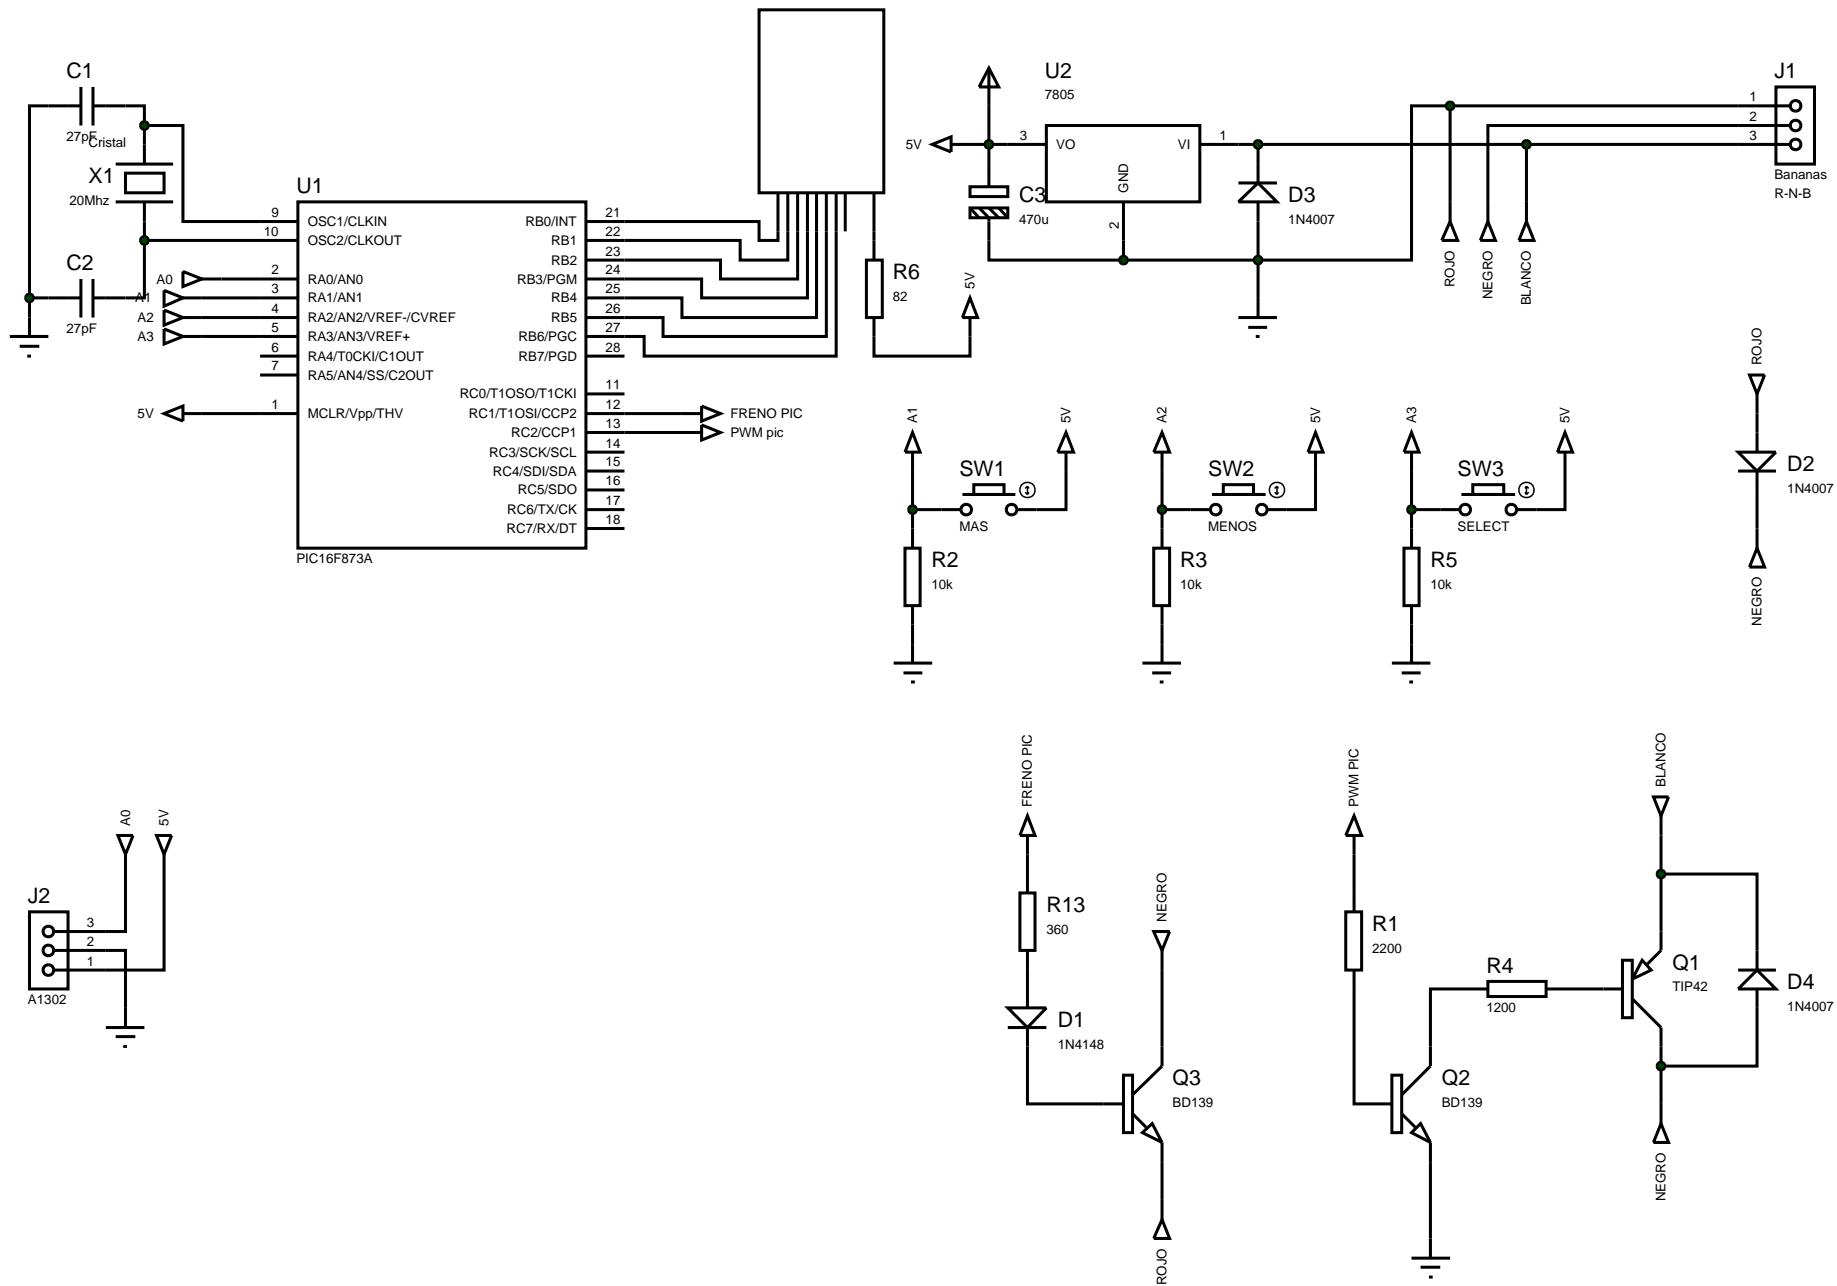 C1
27pF
Cristal
X1
20Mhz
C2
27pF
U1
9
OSC1/CLKIN
10
OSC2/CLKOUT
A0
2
RA0/AN0
A1
3
RA1/AN1
A2
4
RA2/AN2/VREF-/CVREF
A3
5
RA3/AN3/VREF+
6
RA4/T0CKI/C1OUT
7
RA5/AN4/SS/C2OUT
5V
1
MCLR/Vpp/THV
RB0/INT
21
RB1
22
RB2
23
RB3/PGM
24
RB4
25
RB5
26
RB6/PGC
27
RB7/PGD
28
RC0/T1OSO/T1CKI
11
RC1/T1OSI/CCP2
12
FRENO PIC
RC2/CCP1
13
PWM pic
RC3/SCK/SCL
14
RC4/SDI/SDA
15
RC5/SDO
16
RC6/TX/CK
17
RC7/RX/DT
18
PIC16F873A
R6
82
5V
U2
7805
5V
3
VO
VI
1
GND
2
C3
470u
D3
1N4007
J1
1
2
3
Bananas
R-N-B
ROJO
NEGRO
BLANCO
A1
5V
SW1
MAS
R2
10k
A2
5V
SW2
MENOS
R3
10k
A3
5V
SW3
SELECT
R5
10k
ROJO
D2
1N4007
NEGRO
A0
5V
J2
3
2
1
A1302
FRENO PIC
R13
360
D1
1N4148
NEGRO
Q3
BD139
ROJO
PWM PIC
R1
2200
R4
1200
Q2
BD139
BLANCO
Q1
TIP42
D4
1N4007
NEGRO